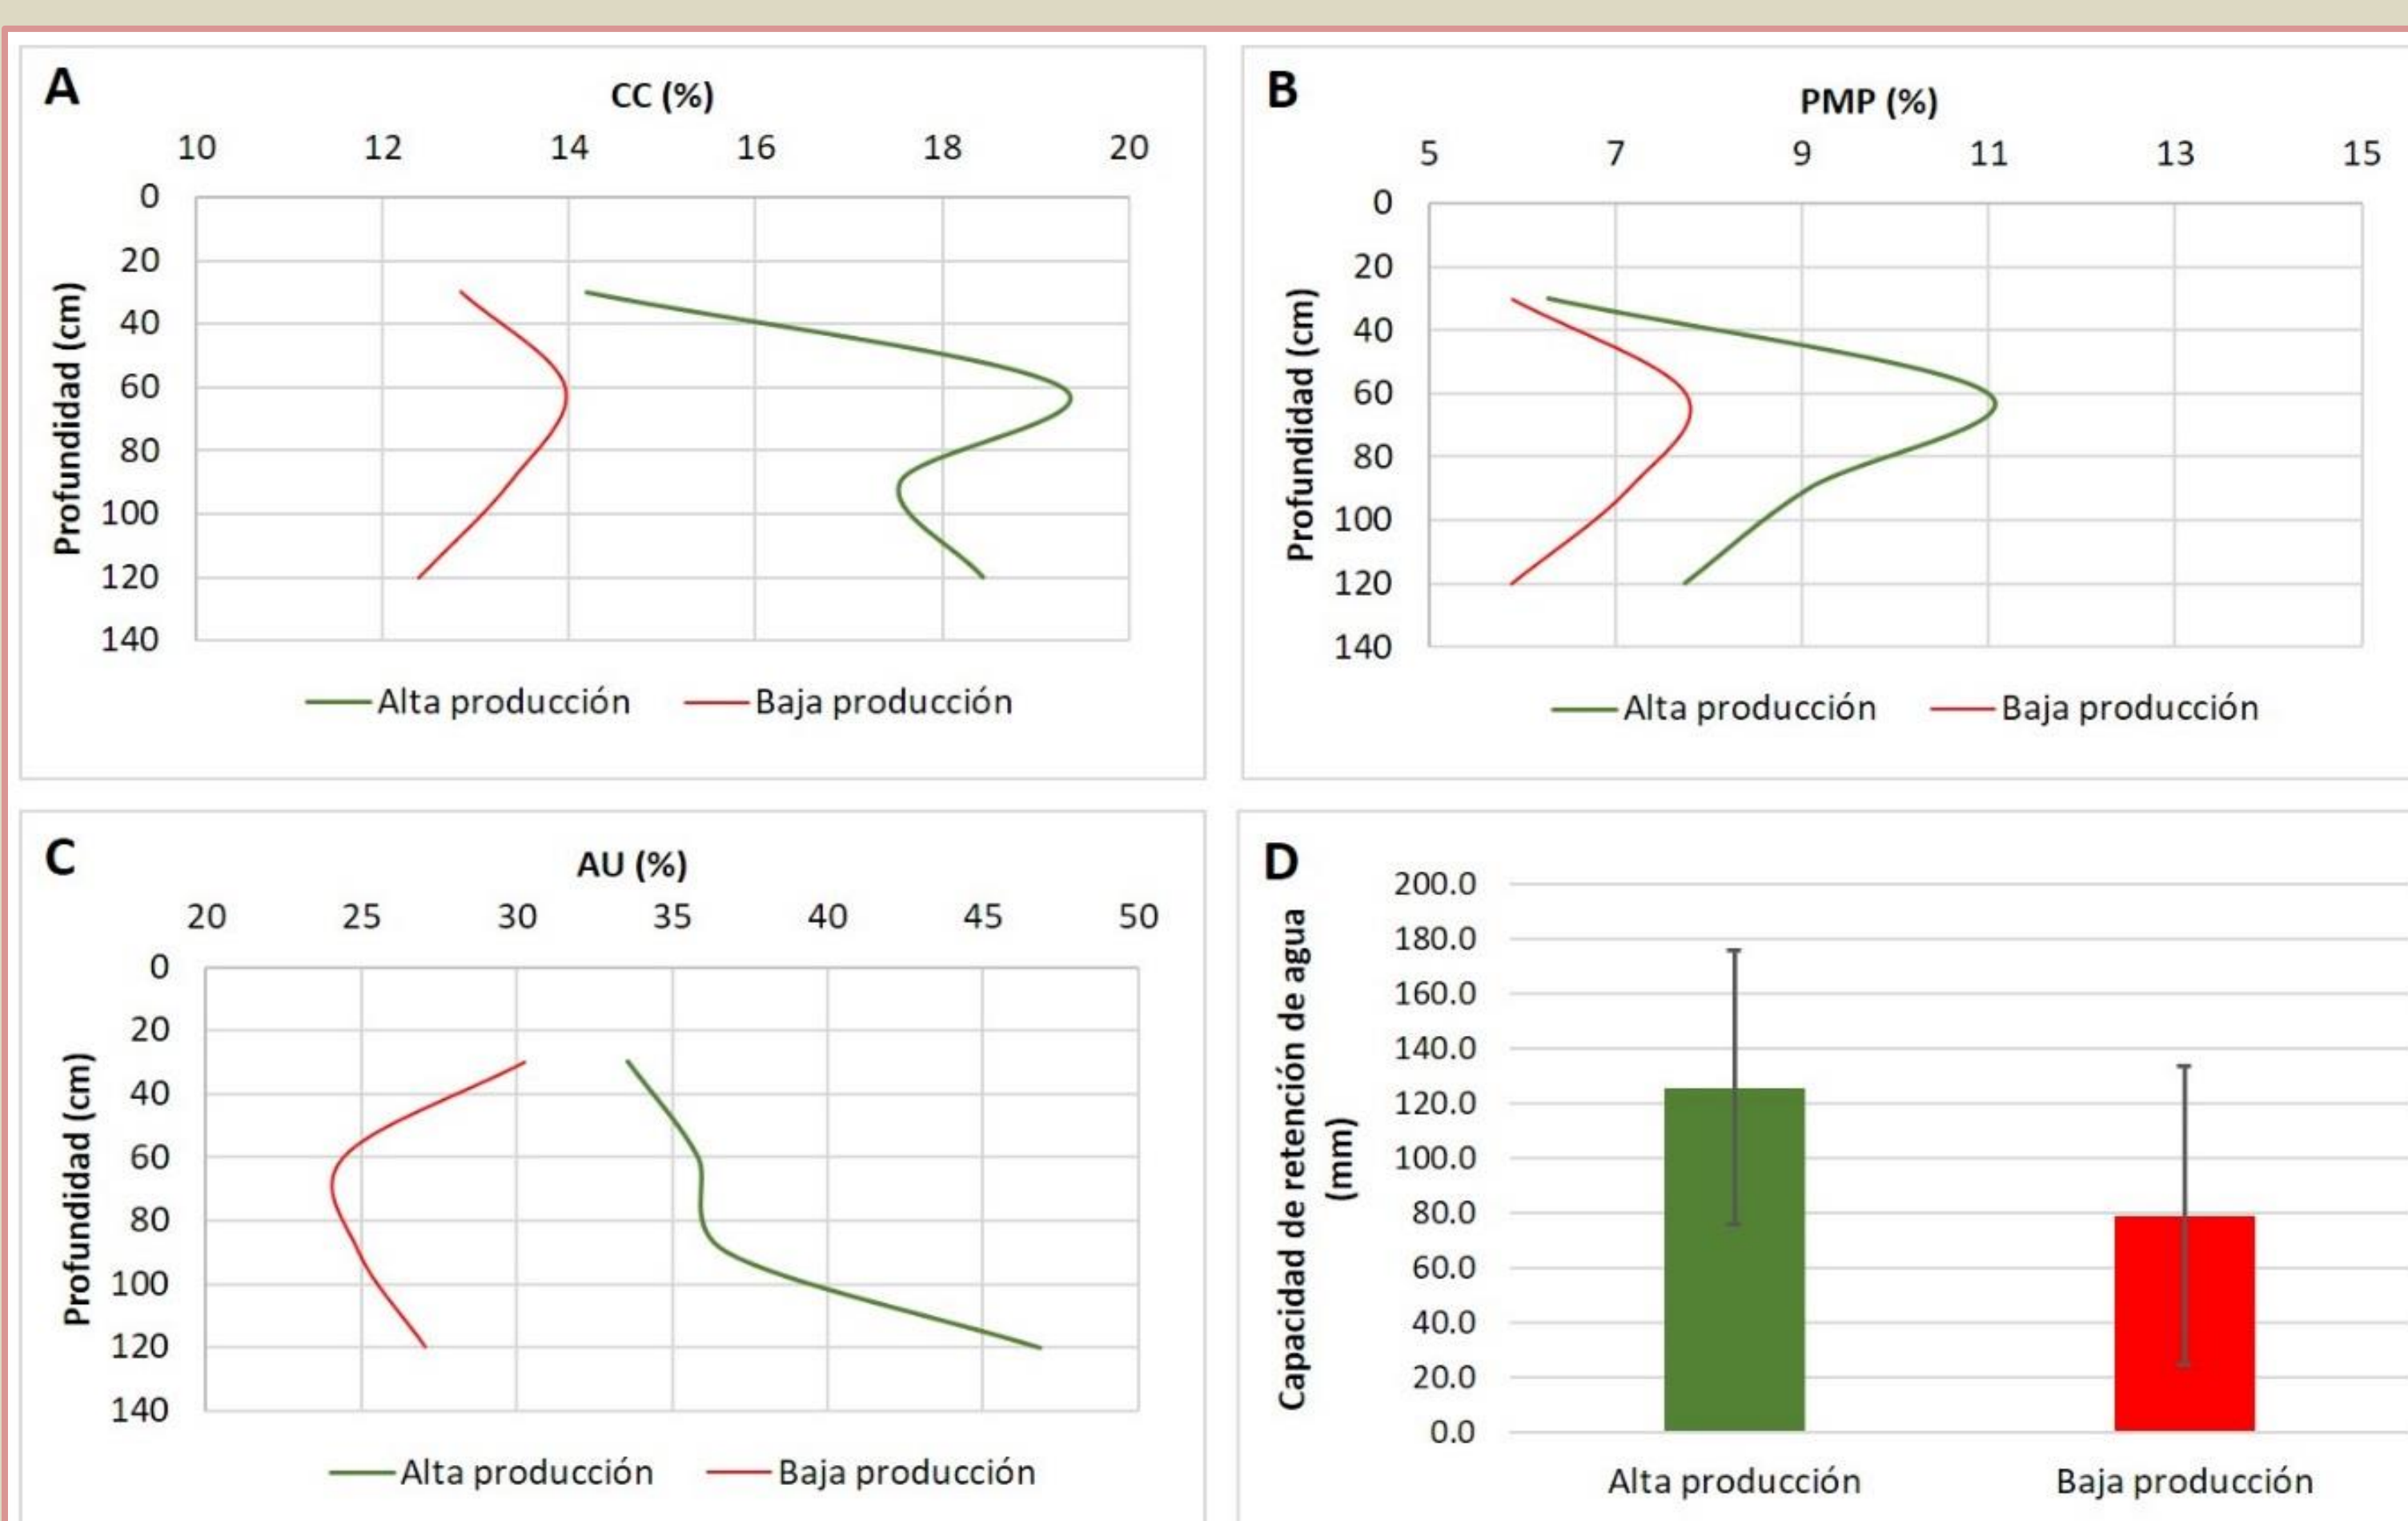 A
CC (%)
10 12 14 16 18 20
0
20
40
60
80
100
120
140
Profundidad (cm)
Alta producción Baja producción
B
PMP (%)
5 7 9 11 13 15
0
20
40
60
80
100
120
140
Profundidad (cm)
Alta producción Baja producción
C
AU (%)
20 25 30 35 40 45 50
0
20
40
60
80
100
120
140
Profundidad (cm)
Alta producción Baja producción
D
Capacidad de retención de agua
(mm)
200.0
180.0
160.0
140.0
120.0
100.0
80.0
60.0
40.0
20.0
0.0
Alta producción Baja producción